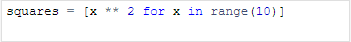 squares = [x ** 2 for x in range(10)]